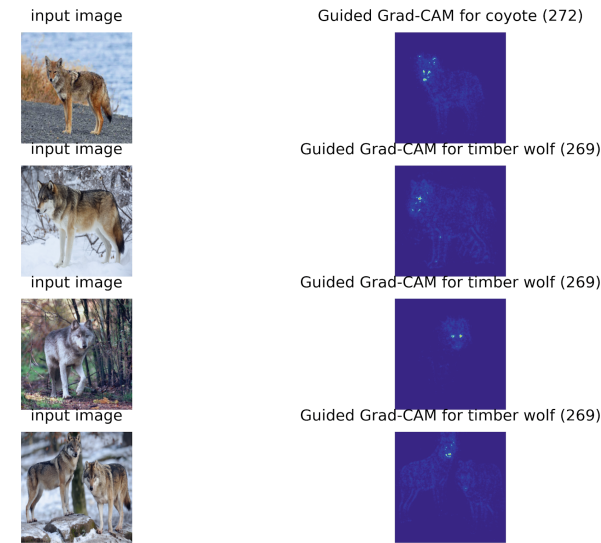 input image Guided Grad-CAM for coyote (272)
input image Guided Grad-CAM for timber wolf (269)
input image Guided Grad-CAM for timber wolf (269)
input image Guided Grad-CAM for timber wolf (269)